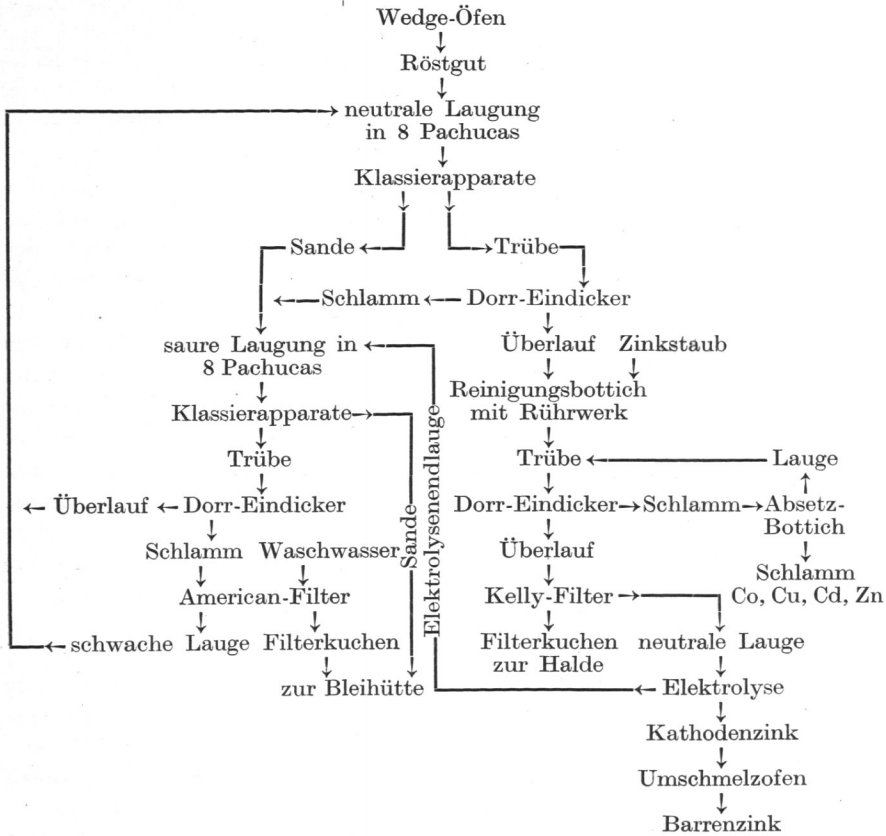 Wedge-Öfen
↓
Röstgut
↓
→ neutrale Laugung
in 8 Pachucas
↓
Klassierapparate
↓ ↓
Sande ← → Trübe
↓
← Schlamm ← Dorr-Eindicker
↓ ↓
saure Laugung in ← Überlauf Zinkstaub
8 Pachucas ↓ ↓
↓ Reinigungsbottich
Klassierapparate → mit Rührwerk
↓ ↓
Trübe Trübe ← Lauge
↓ ↓ ↑
← Überlauf ← Dorr-Eindicker Dorr-Eindicker → Schlamm → Absetz-
Bottich
↓ ↓ ↓
Schlamm Waschwasser Überlauf
Sande
Elektrolysenendlauge
Schlamm
↓ ↓ ↓ Co, Cu, Cd, Zn
American-Filter Kelly-Filter →
↓ ↓ ↓ ↓
← schwache Lauge Filterkuchen Filterkuchen neutrale Lauge
zur Halde
↓ ↓ ↓
zur Bleihütte ← Elektrolyse
↓
Kathodenzink
↓
Umschmelzofen
↓
Barrenzink